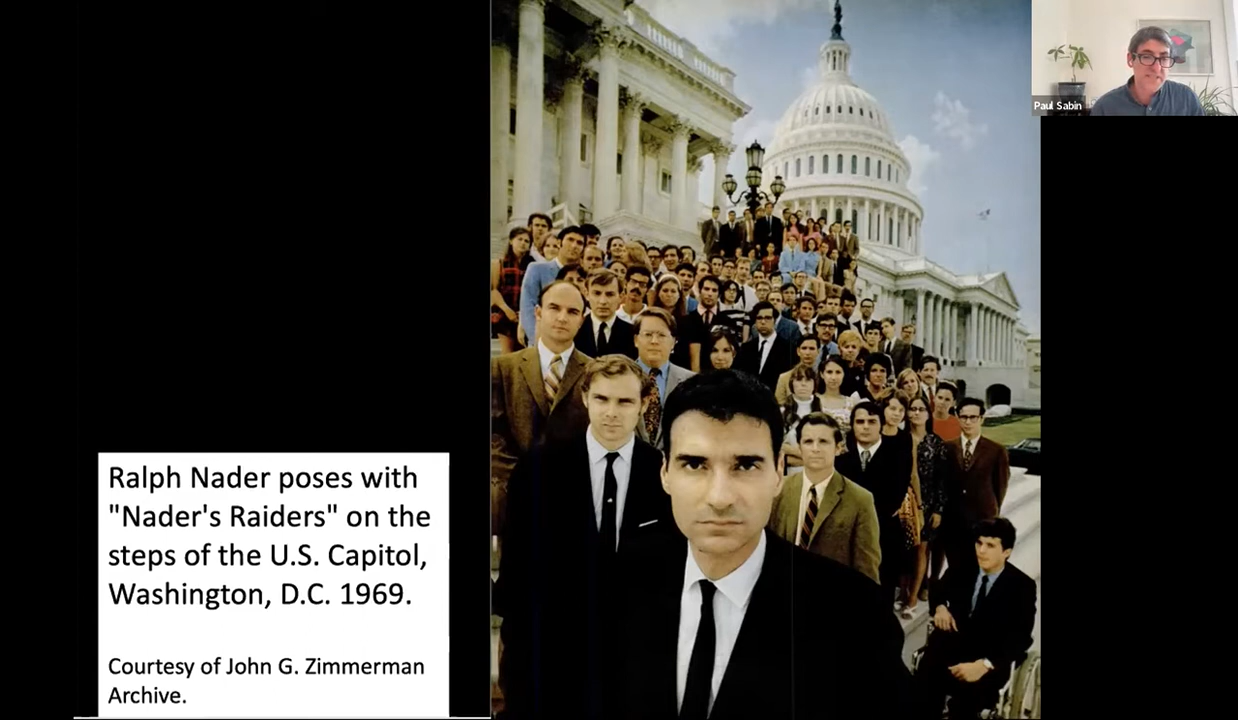 Paul Sabin
Ralph Nader poses with
"Nader's Raiders" on the
steps of the U.S. Capitol,
Washington, D.C. 1969.
Courtesy of John G. Zimmerman
Archive.